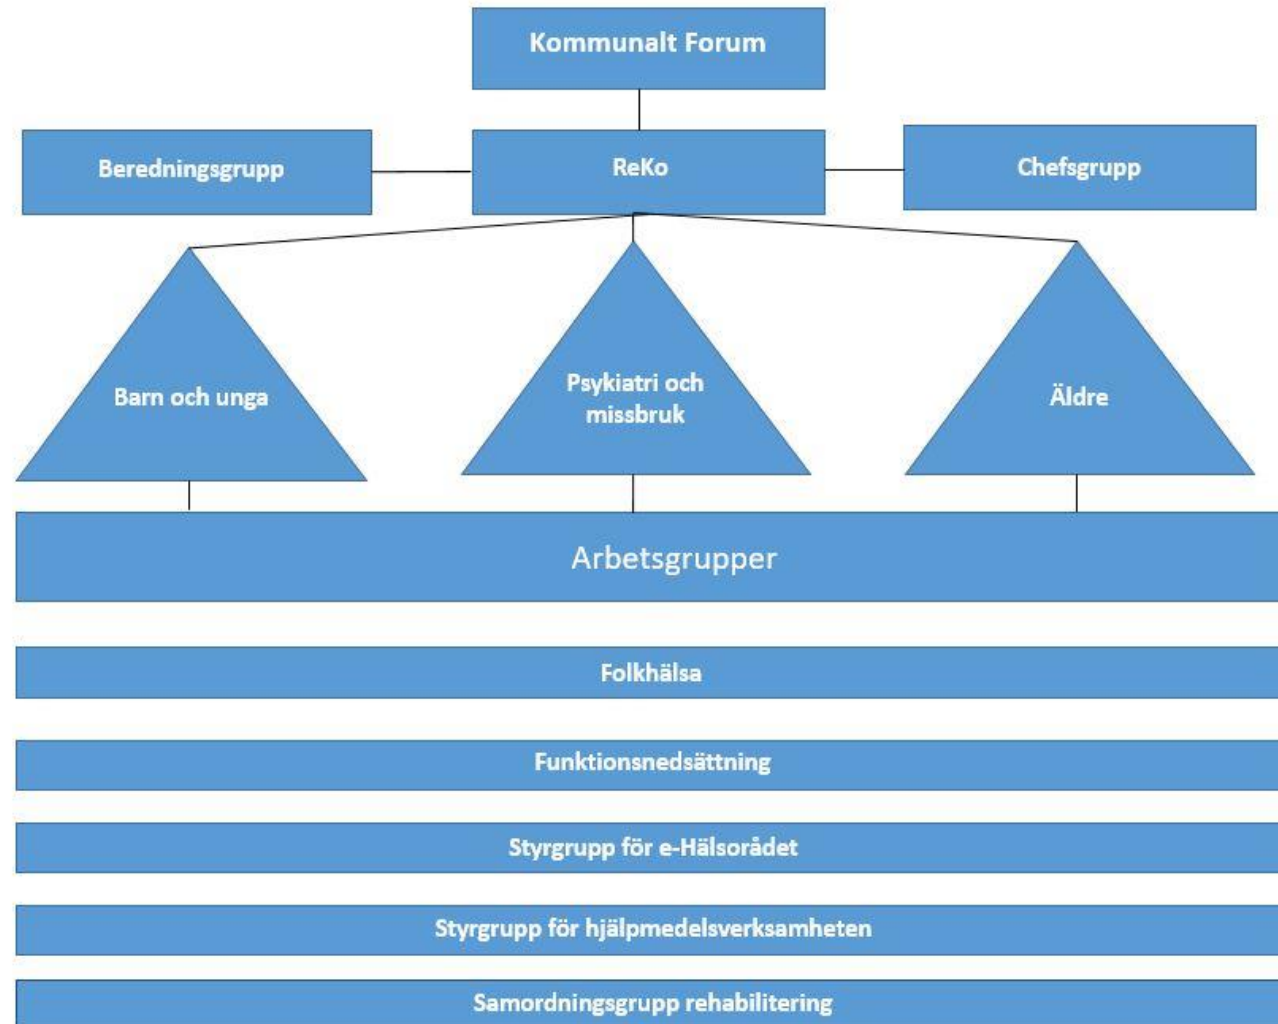 Kommunalt Forum
Beredningsgrupp
ReKo
Chefsgrupp
Barn och unga
Psykiatri och
missbruk
Äldre
Arbetsgrupper
Folkhälsa
Funktionsnedsättning
Styrgrupp för e-Hälsorådet
Styrgrupp för hjälpmedelsverksamheten
Samordningsgrupp rehabilitering